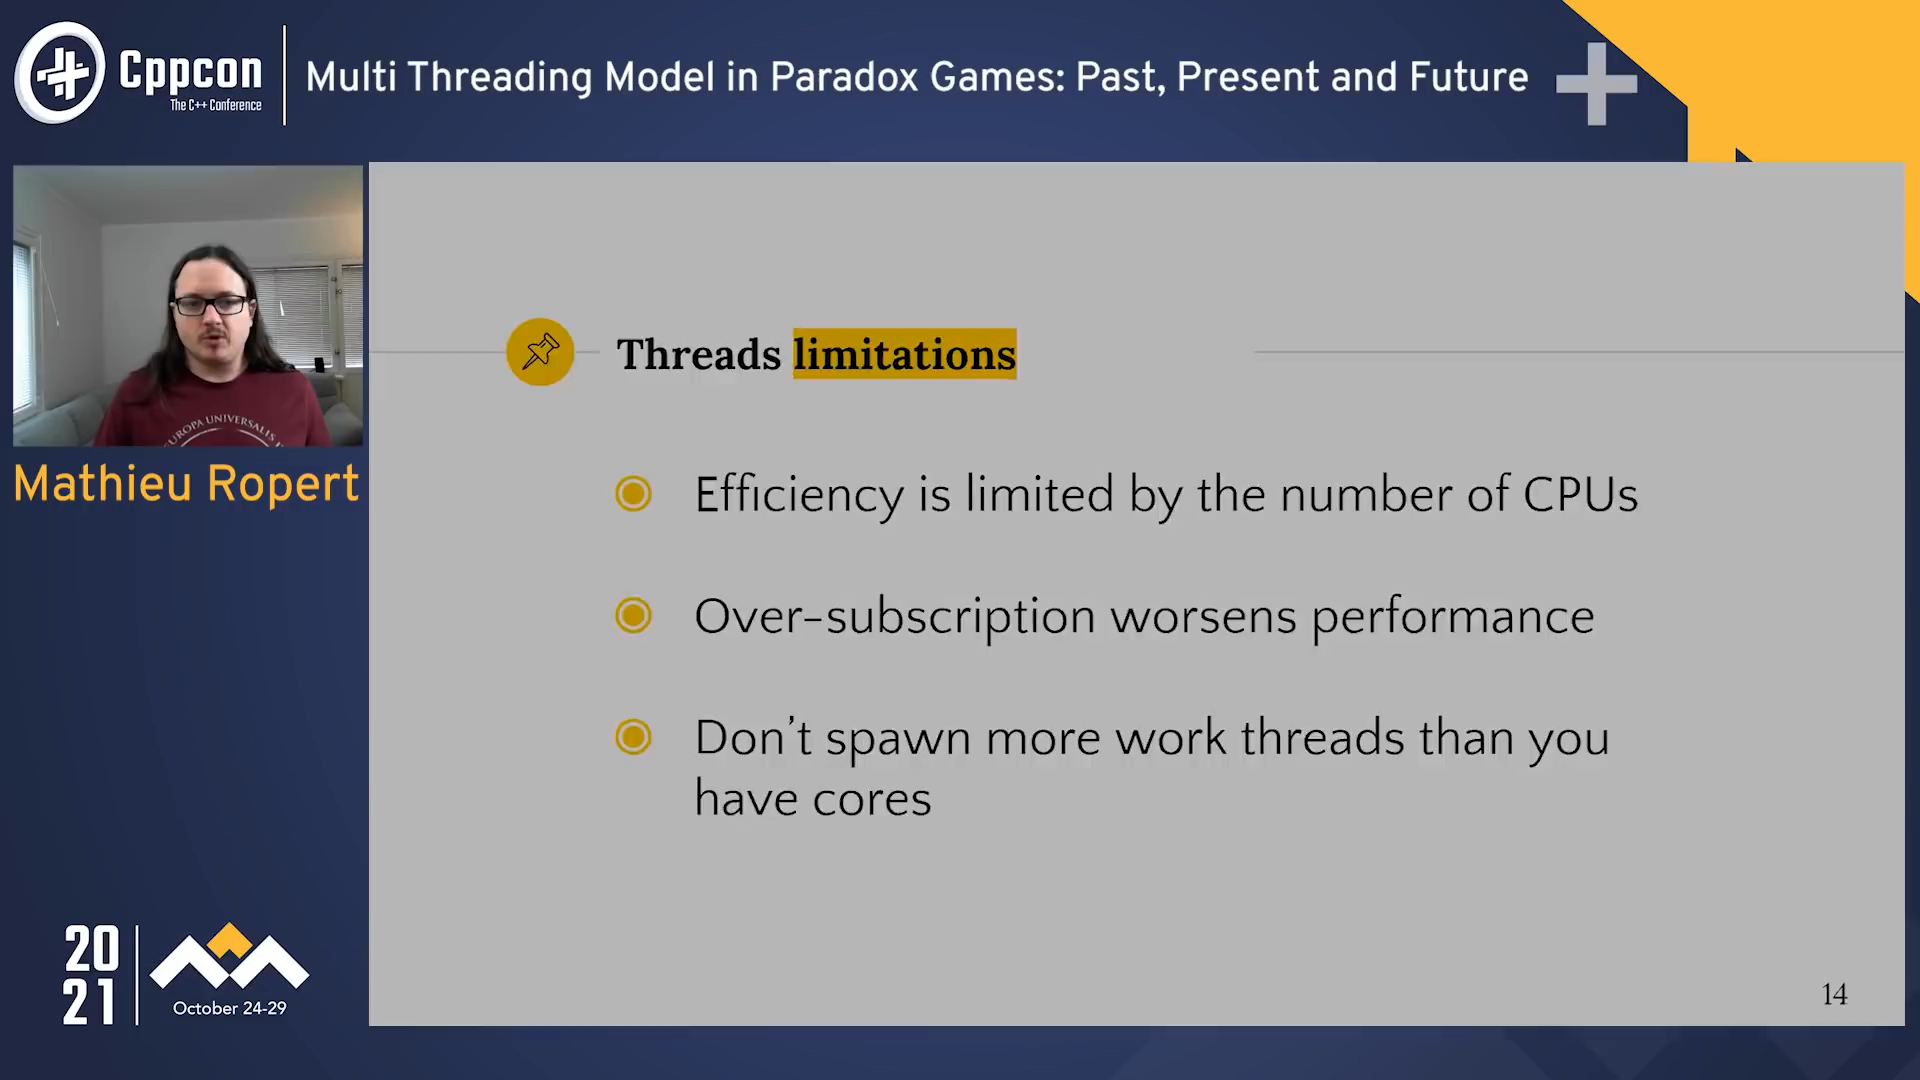 Cppcon
The C++ Conference
Multi Threading Model in Paradox Games: Past, Present and Future
EUROPA UNIVERSALIS
Mathieu Ropert
Threads limitations
Efficiency is limited by the number of CPUs
Over-subscription worsens performance
Don't spawn more work threads than you
have cores
20
21
October 24-29
14